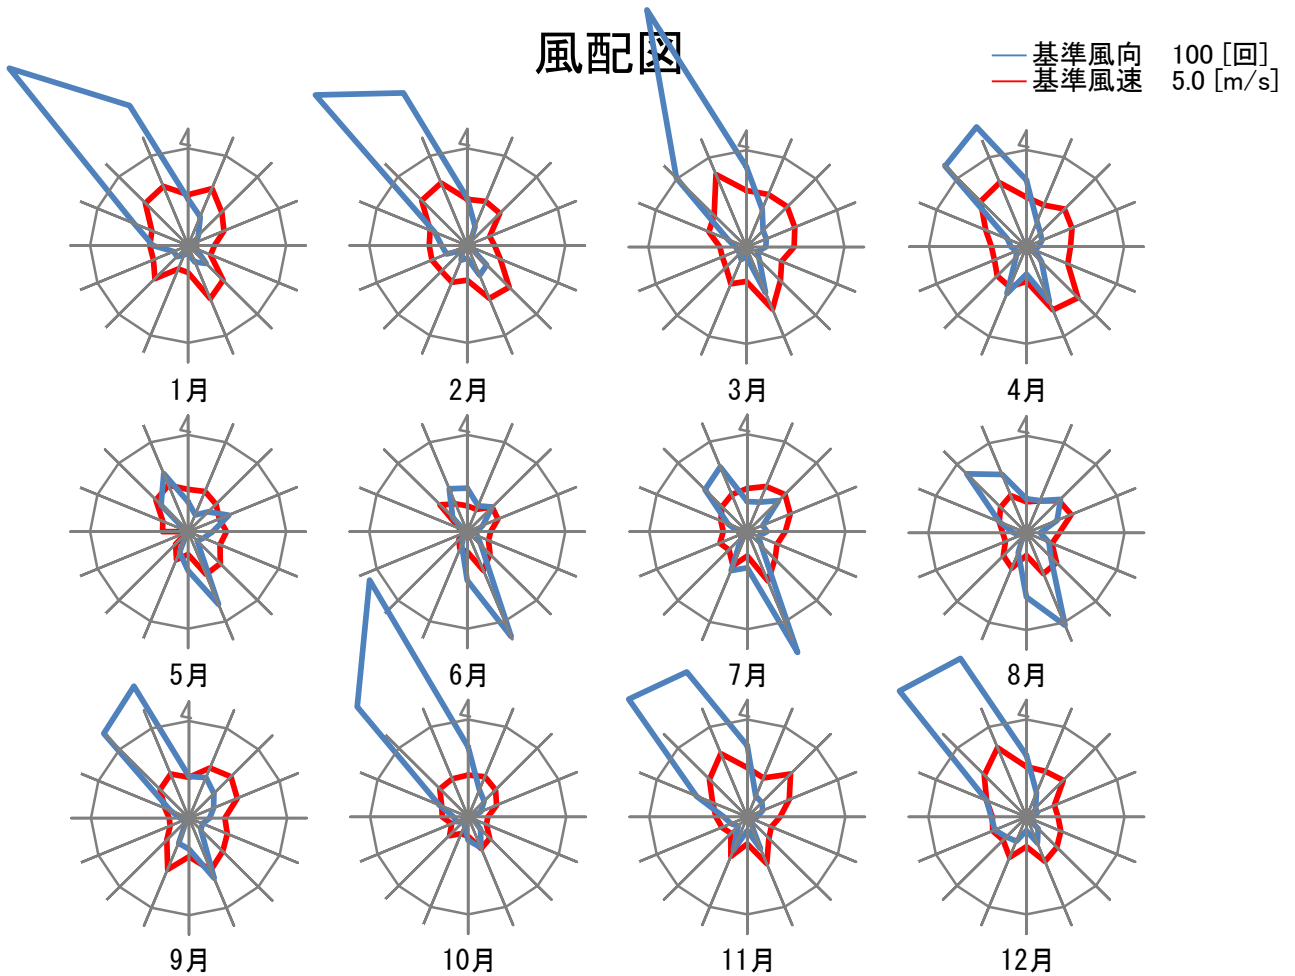 風配図
基準風向 100 [回]
基準風速 5.0 [m/s]
1月
2月
3月
4月
5月
6月
7月
8月
9月
10月
11月
12月